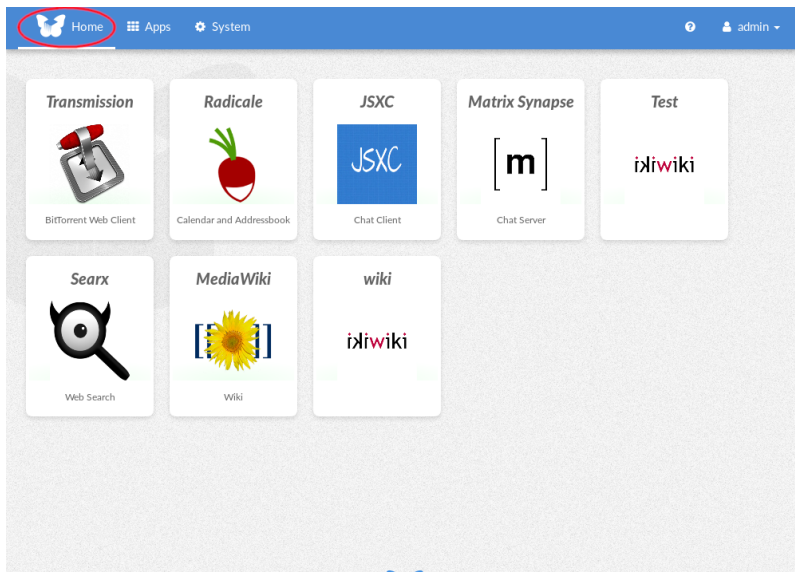 Home Apps System admin
Transmission Radicale JSXC Matrix Synapse Test
JSXC [m] ikiwiki
BitTorrent Web Client Calendar and Addressbook Chat Client Chat Server
Searx MediaWiki wiki
[[ ]] ikiwiki
Web Search Wiki